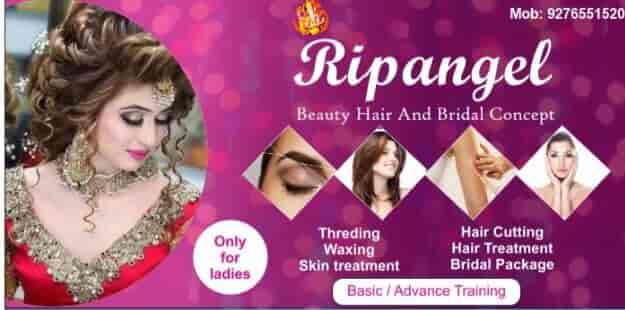 Mob: 9276551520
Ripangel
Beauty Hair And Bridal Concept
Only
for
ladies
Threding
Waxing
Skin treatment
Hair Cutting
Hair Treatment
Bridal Package
Basic / Advance Training